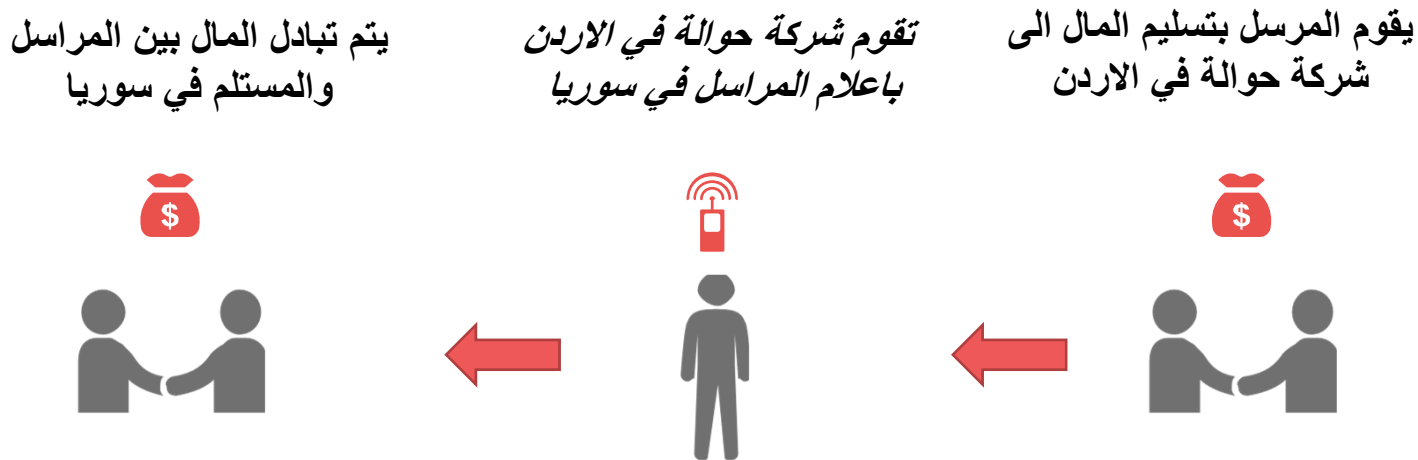 يقوم المرسل بتسليم المال الى
شركة حوالة في الاردن
تقوم شركة حوالة في الاردن
باعلام المراسل في سوريا
يتم تبادل المال بين المراسل
والمستلم في سوريا
$
$